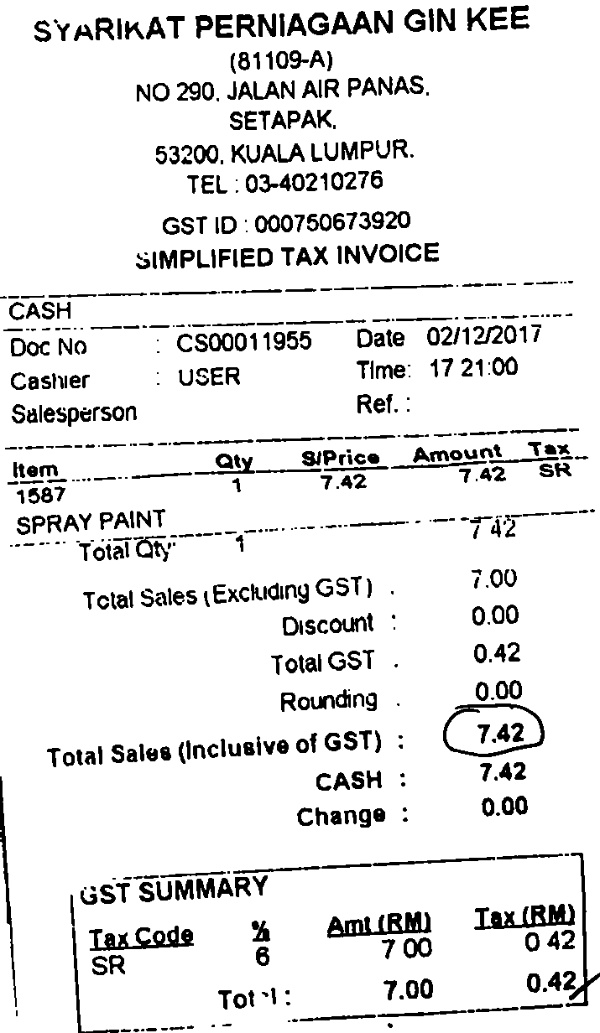 SYARIKAT PERNIAGAAN GIN KEE
(81109-A)
NO 290, JALAN AIR PANAS,
SETAPAK,
53200, KUALA LUMPUR.
TEL : 03-40210276
GST ID : 000750673920
SIMPLIFIED TAX INVOICE
CASH
Doc No : CS00011955 Date 02/12/2017
Cashier : USER Time: 17 21:00
Salesperson Ref. :
Item Qty S/Price Amount Tax
1587 1 7.42 7.42 SR
SPRAY PAINT
Total Qty: 1 7 42
Total Sales (Excluding GST) . 7.00
Discount : 0.00
Total GST . 0.42
Rounding . 0.00
Total Sales (Inclusive of GST) : 7.42
CASH : 7.42
Change : 0.00
GST SUMMARY
Tax Code % Amt (RM) Tax (RM)
SR 6 7 00 0 42
Total : 7.00 0.42